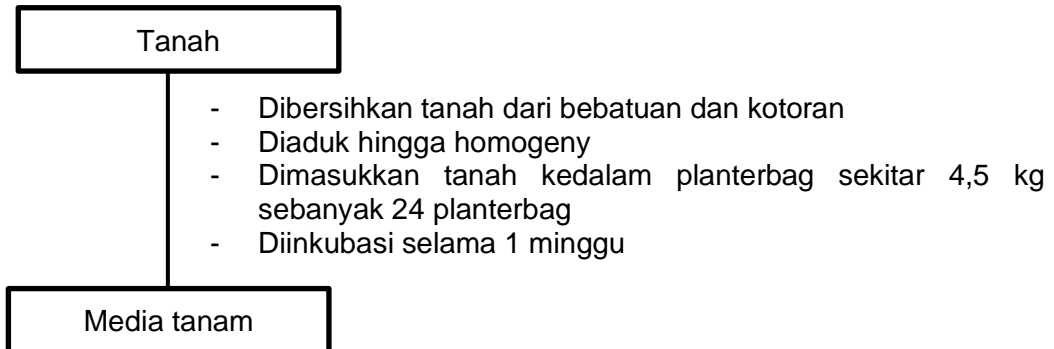 Tanah
- Dibersihkan tanah dari bebatuan dan kotoran
- Diaduk hingga homogeny
- Dimasukkan tanah kedalam planterbag sekitar 4,5 kg
sebanyak 24 planterbag
- Diinkubasi selama 1 minggu
Media tanam